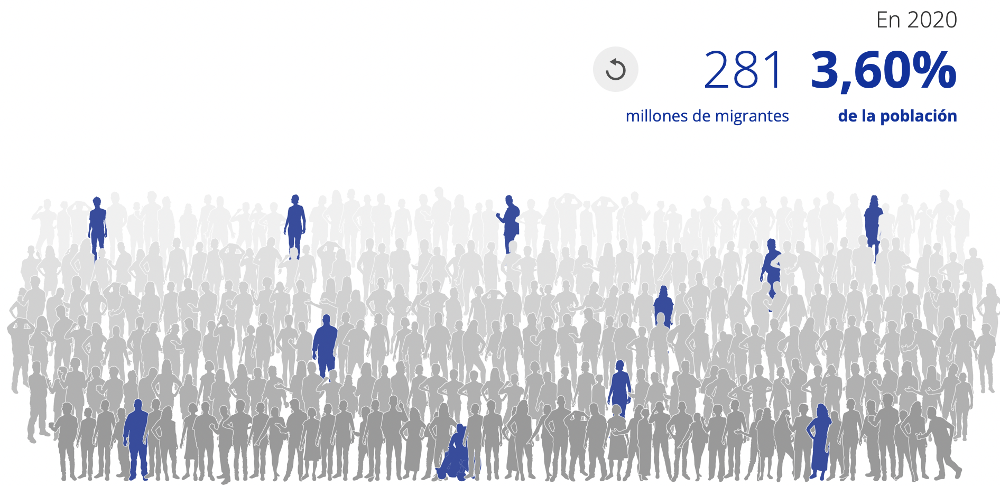 En 2020
281 3,60%
millones de migrantes de la población